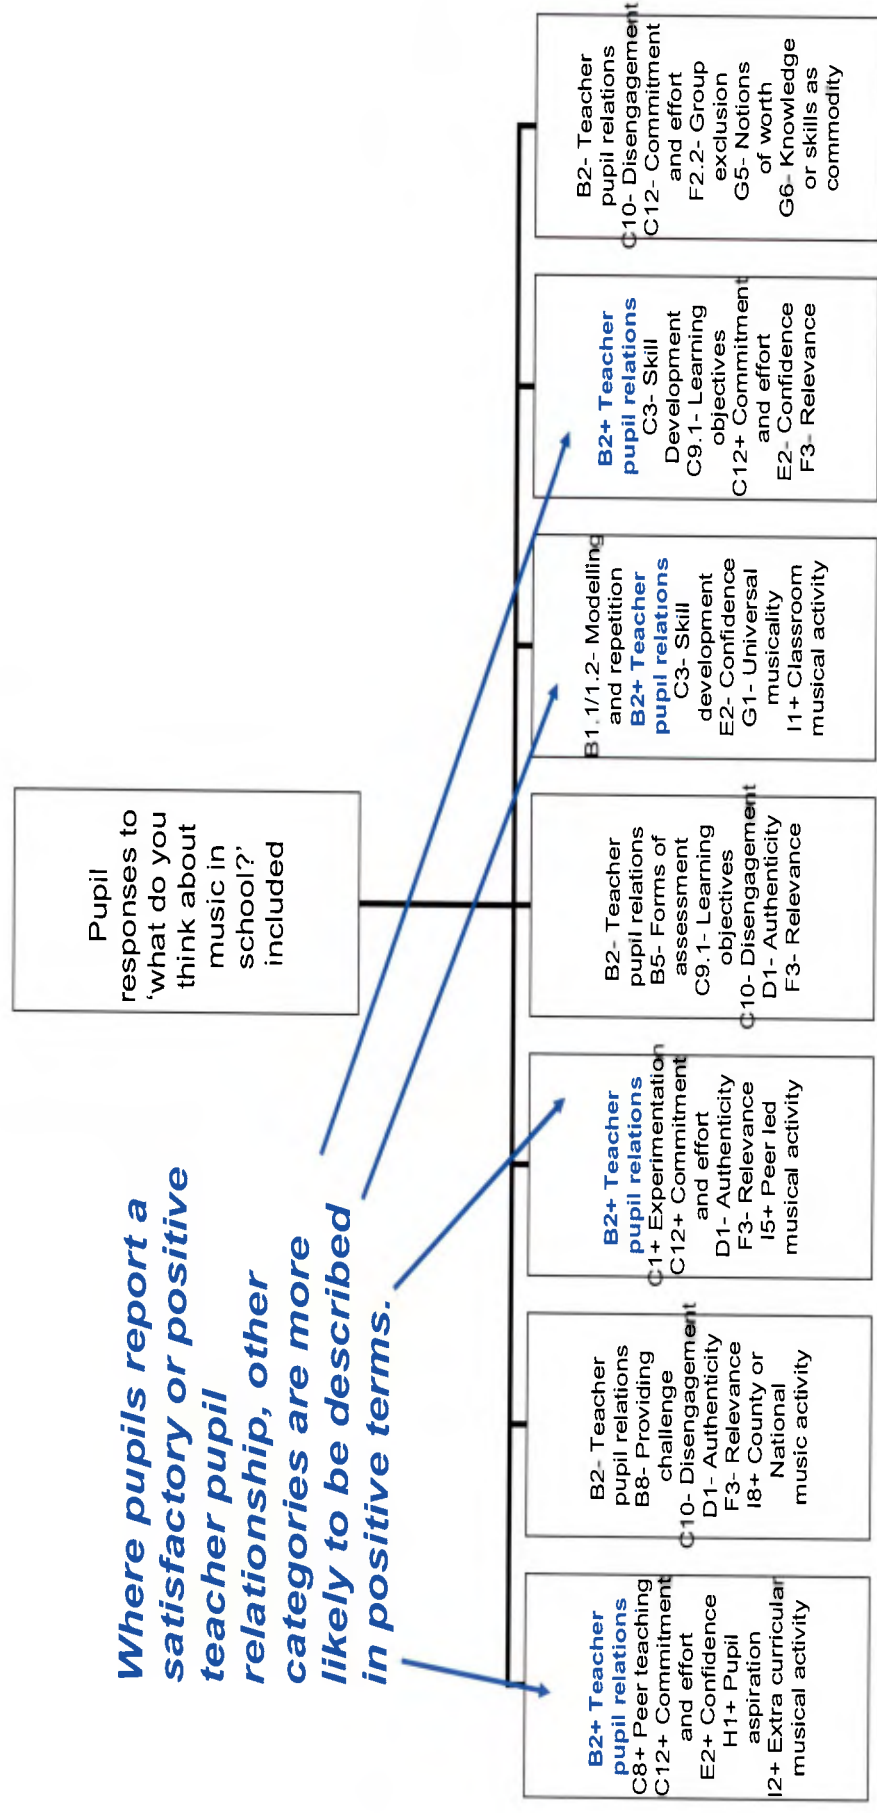 Pupil
responses to
‘what do you
think about
music in
school?’
included
Where pupils report a
satisfactory or positive
teacher pupil
relationship, other
categories are more
likely to be described
in positive terms.
B2+ Teacher
pupil relations
C8+ Peer teaching
C12+ Commitment
and effort
E2+ Confidence
H1+ Pupil
aspiration
I2+ Extra curricular
musical activity
B2- Teacher
pupil relations
B8- Providing
challenge
C10- Disengagement
D1- Authenticity
F3- Relevance
I8+ County or
National
music activity
B2+ Teacher
pupil relations
C1+ Experimentation
C12+ Commitment
and effort
D1- Authenticity
F3- Relevance
I5+ Peer led
musical activity
B2- Teacher
pupil relations
B5- Forms of
assessment
C9.1- Learning
objectives
C10- Disengagement
D1- Authenticity
F3- Relevance
B1.1/1.2- Modelling
and repetition
B2+ Teacher
pupil relations
C3- Skill
development
E2- Confidence
G1- Universal
musicality
I1+ Classroom
musical activity
B2+ Teacher
pupil relations
C3- Skill
Development
C9.1- Learning
objectives
C12+ Commitment
and effort
E2- Confidence
F3- Relevance
B2- Teacher
pupil relations
C10- Disengagement
C12- Commitment
and effort
F2.2- Group
exclusion
G5- Notions
of worth
G6- Knowledge
or skills as
commodity